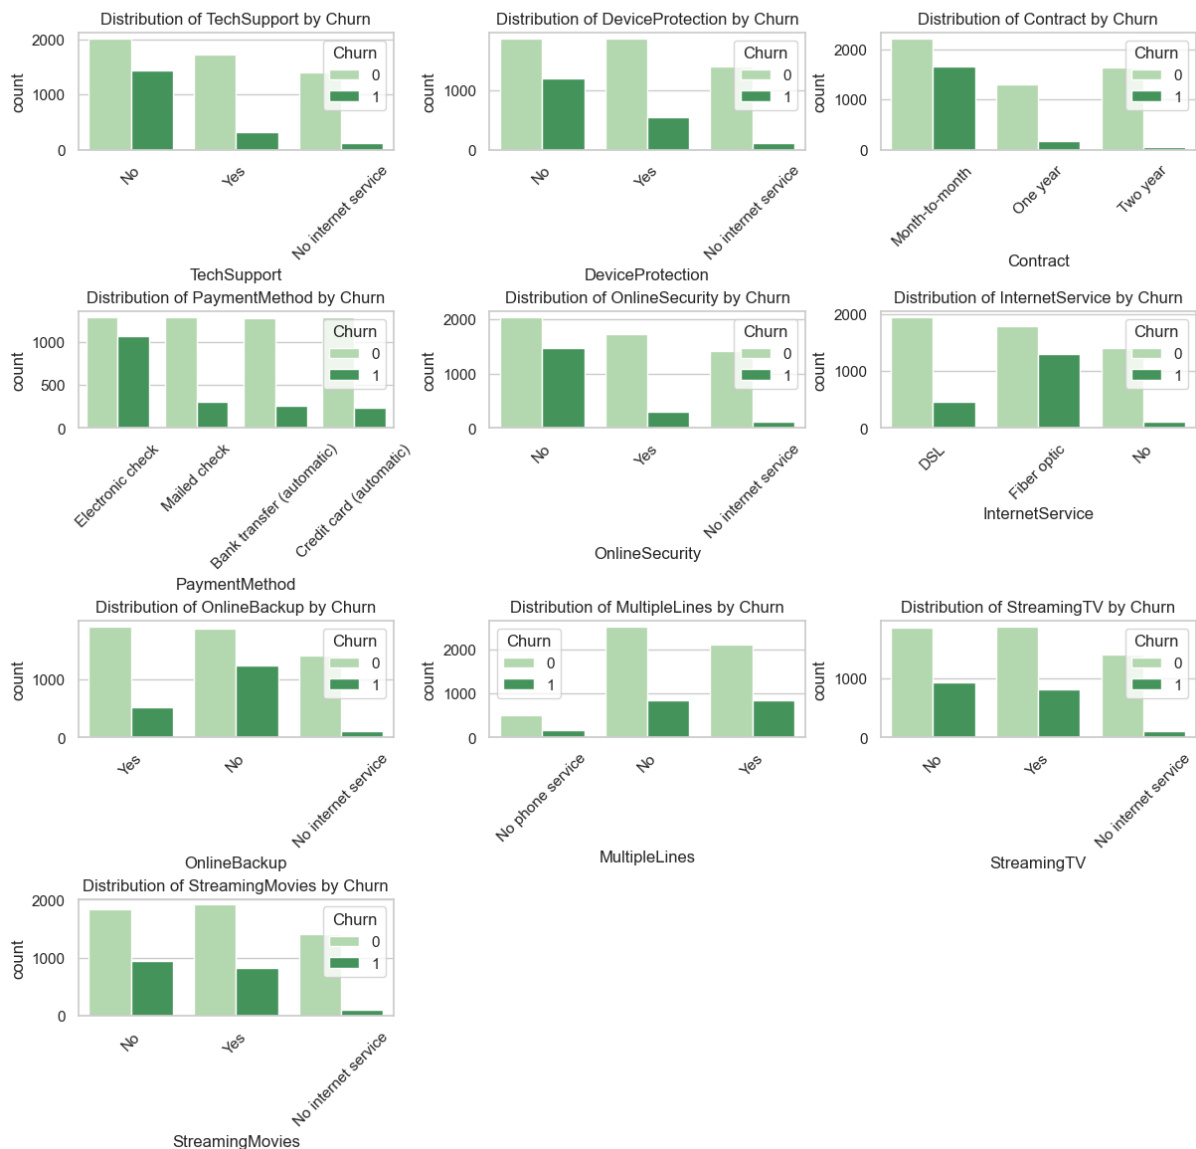 Distribution of TechSupport by Churn
count
2000
1000
0
Churn
0
1
No
Yes
No internet service
TechSupport
Distribution of DeviceProtection by Churn
count
1000
0
Churn
0
1
No
Yes
No internet service
DeviceProtection
Distribution of Contract by Churn
count
2000
1000
0
Churn
0
1
Month-to-month
One year
Two year
Contract
Distribution of PaymentMethod by Churn
count
1000
500
0
Churn
0
1
Electronic check
Mailed check
Bank transfer (automatic)
Credit card (automatic)
PaymentMethod
Distribution of OnlineSecurity by Churn
count
2000
1000
0
Churn
0
1
No
Yes
No internet service
OnlineSecurity
Distribution of InternetService by Churn
count
2000
1000
0
Churn
0
1
DSL
Fiber optic
No
InternetService
Distribution of OnlineBackup by Churn
count
1000
0
Churn
0
1
Yes
No
No internet service
OnlineBackup
Distribution of MultipleLines by Churn
count
2000
1000
0
Churn
0
1
No phone service
No
Yes
MultipleLines
Distribution of StreamingTV by Churn
count
1000
0
Churn
0
1
No
Yes
No internet service
StreamingTV
Distribution of StreamingMovies by Churn
count
2000
1000
0
Churn
0
1
No
Yes
No internet service
StreamingMovies